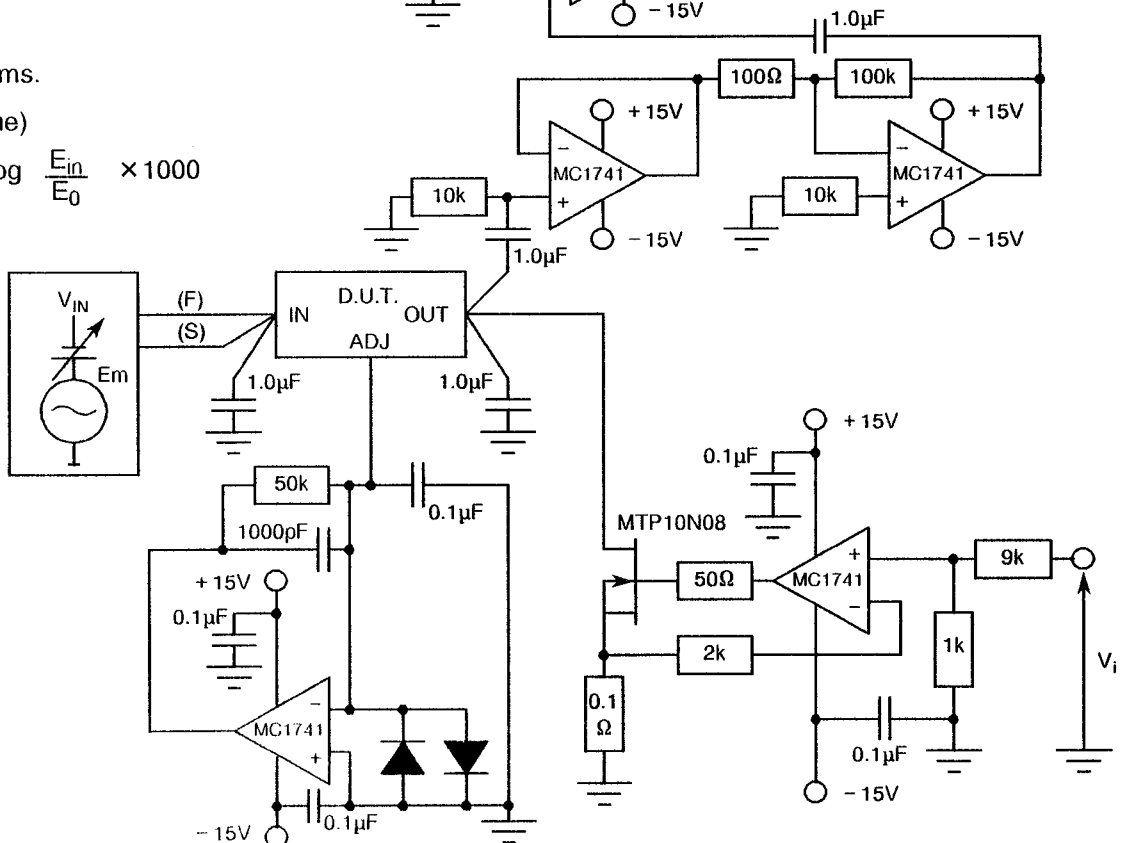 − 15V
1.0µF
ms.
100Ω
100k
+ 15V
+ 15V
e)
og Ein/E0 ×1000
−
MC1741
+
−
MC1741
+
10k
10k
− 15V
− 15V
1.0µF
VIN
(F)
(S)
Em
IN
D.U.T.
OUT
ADJ
1.0µF
1.0µF
+ 15V
0.1µF
50k
0.1µF
1000pF
MTP10N08
+ 15V
50Ω
+
MC1741
−
9k
0.1µF
2k
1k
Vi
0.1
Ω
−
MC1741
+
0.1µF
0.1µF
− 15V
− 15V